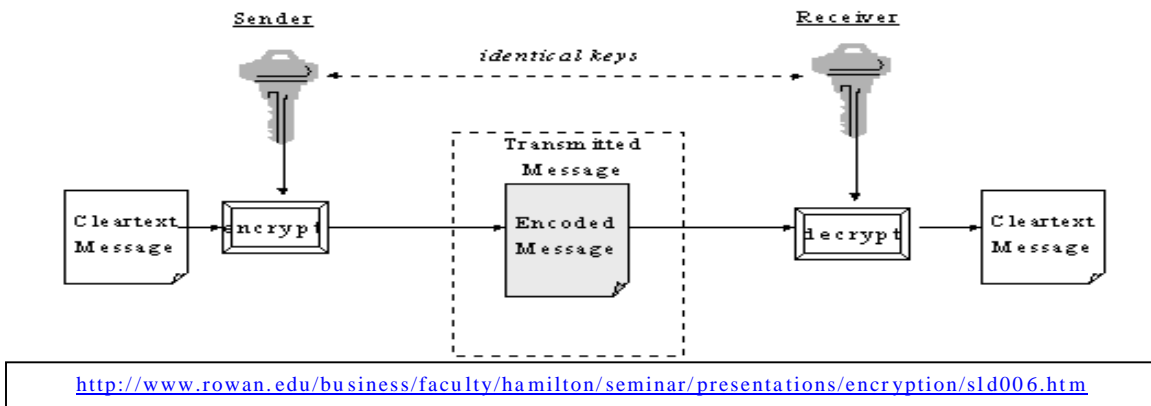 Sender
Receiver
identical keys
Transmitted
Message
Cleartext
Message
encrypt
Encoded
Message
decrypt
Cleartext
Message
http://www.rowan.edu/business/faculty/hamilton/seminar/presentations/encryption/sld006.htm